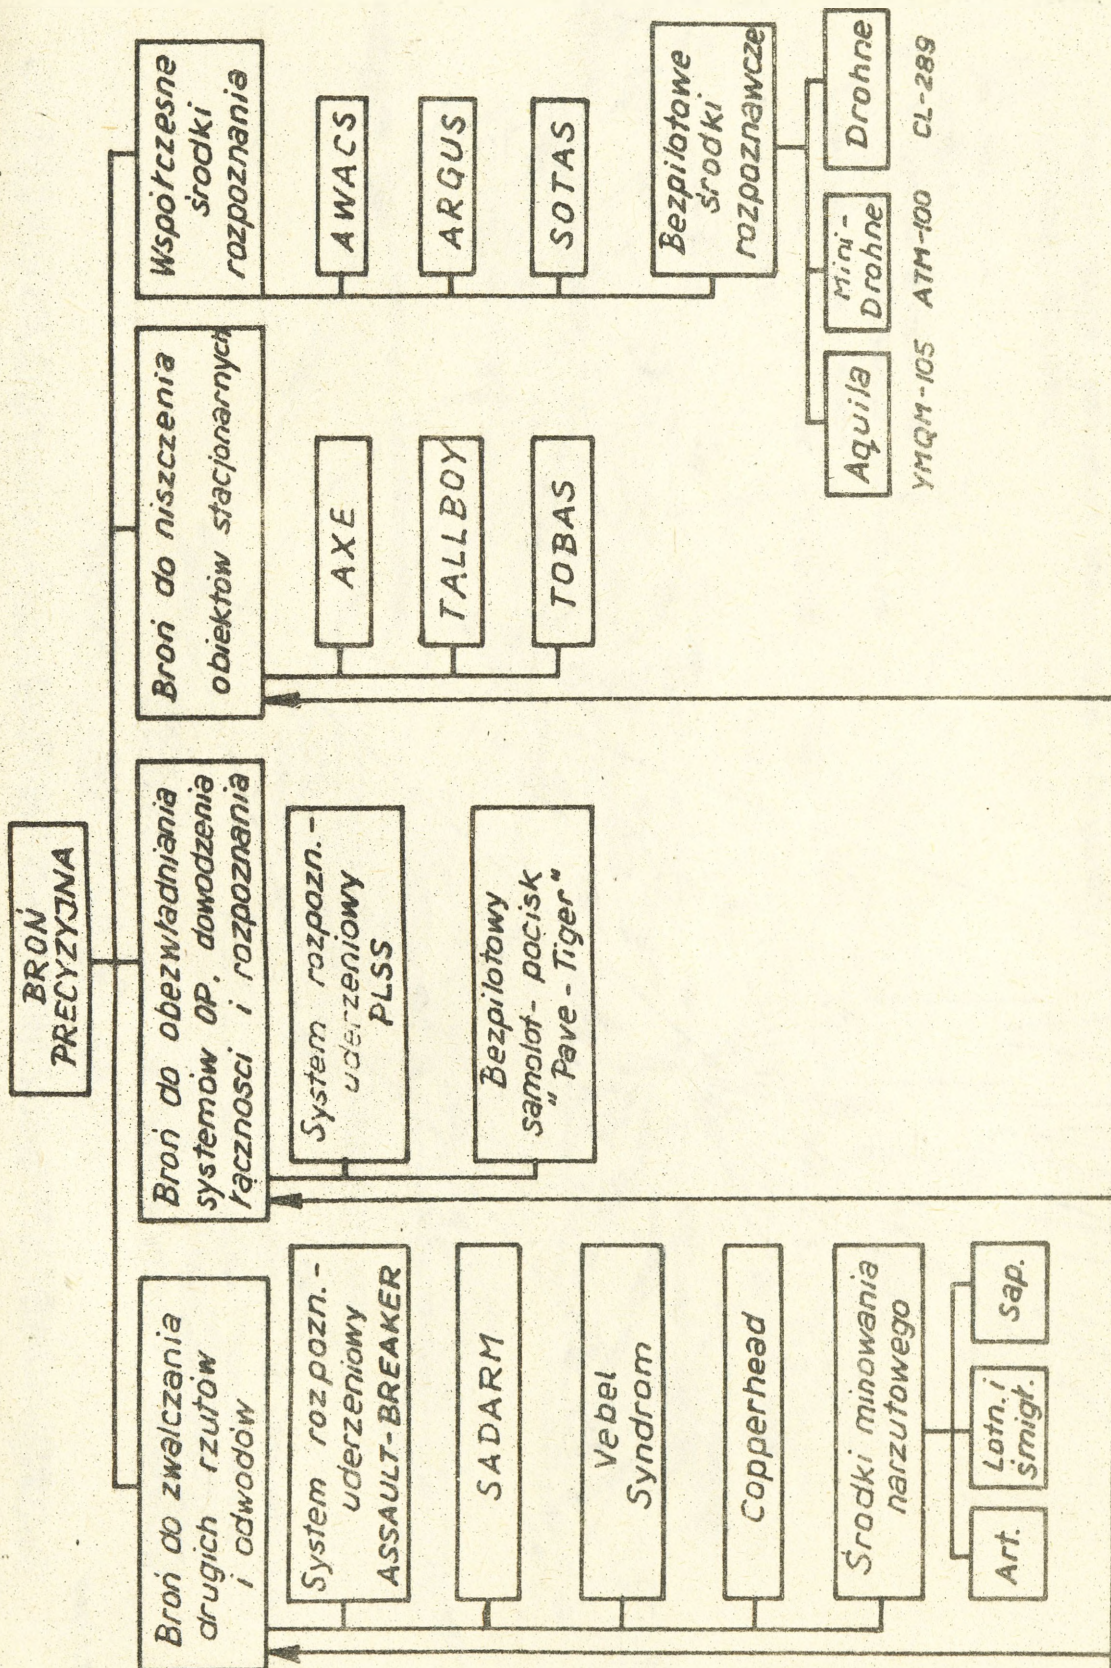 BROŃ
PRECYZYJNA
Broń do zwalczania
drugich rzutów
i odwodów
System rozpozn.-
uderzeniowy
ASSAULT-BREAKER
SADARM
Vebel
Syndrom
Copperhead
Środki minowania
narzutowego
Art.
Lotn. i
śmigł.
Sap.
Broń do obezwładniania
systemów OP, dowodzenia
łączności i rozpoznania
System rozpozn.-
uderzeniowy
PLSS
Bezpilotowy
samolot-pocisk
"Pave-Tiger"
Broń do niszczenia
obiektów stacjonarnych
AXE
TALLBOY
TOBAS
Współczesne
środki
rozpoznania
AWACS
ARGUS
SOTAS
Bezpilotowe
środki
rozpoznawcze
Aquila
Mini-
Drohne
Drohne
YMQM-105
ATM-100
CL-289